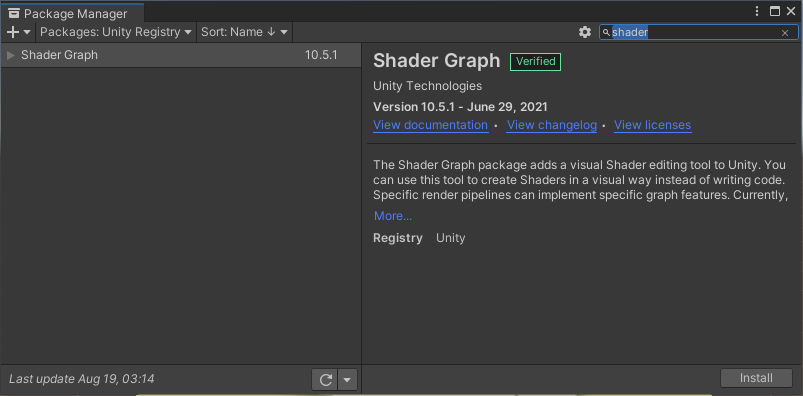 Package Manager
Packages: Unity Registry Sort: Name ↓ shader
Shader Graph 10.5.1
Shader Graph Verified
Unity Technologies
Version 10.5.1 - June 29, 2021
View documentation • View changelog • View licenses
The Shader Graph package adds a visual Shader editing tool to Unity. You
can use this tool to create Shaders in a visual way instead of writing code.
Specific render pipelines can implement specific graph features. Currently,
More...
Registry Unity
Last update Aug 19, 03:14
Install